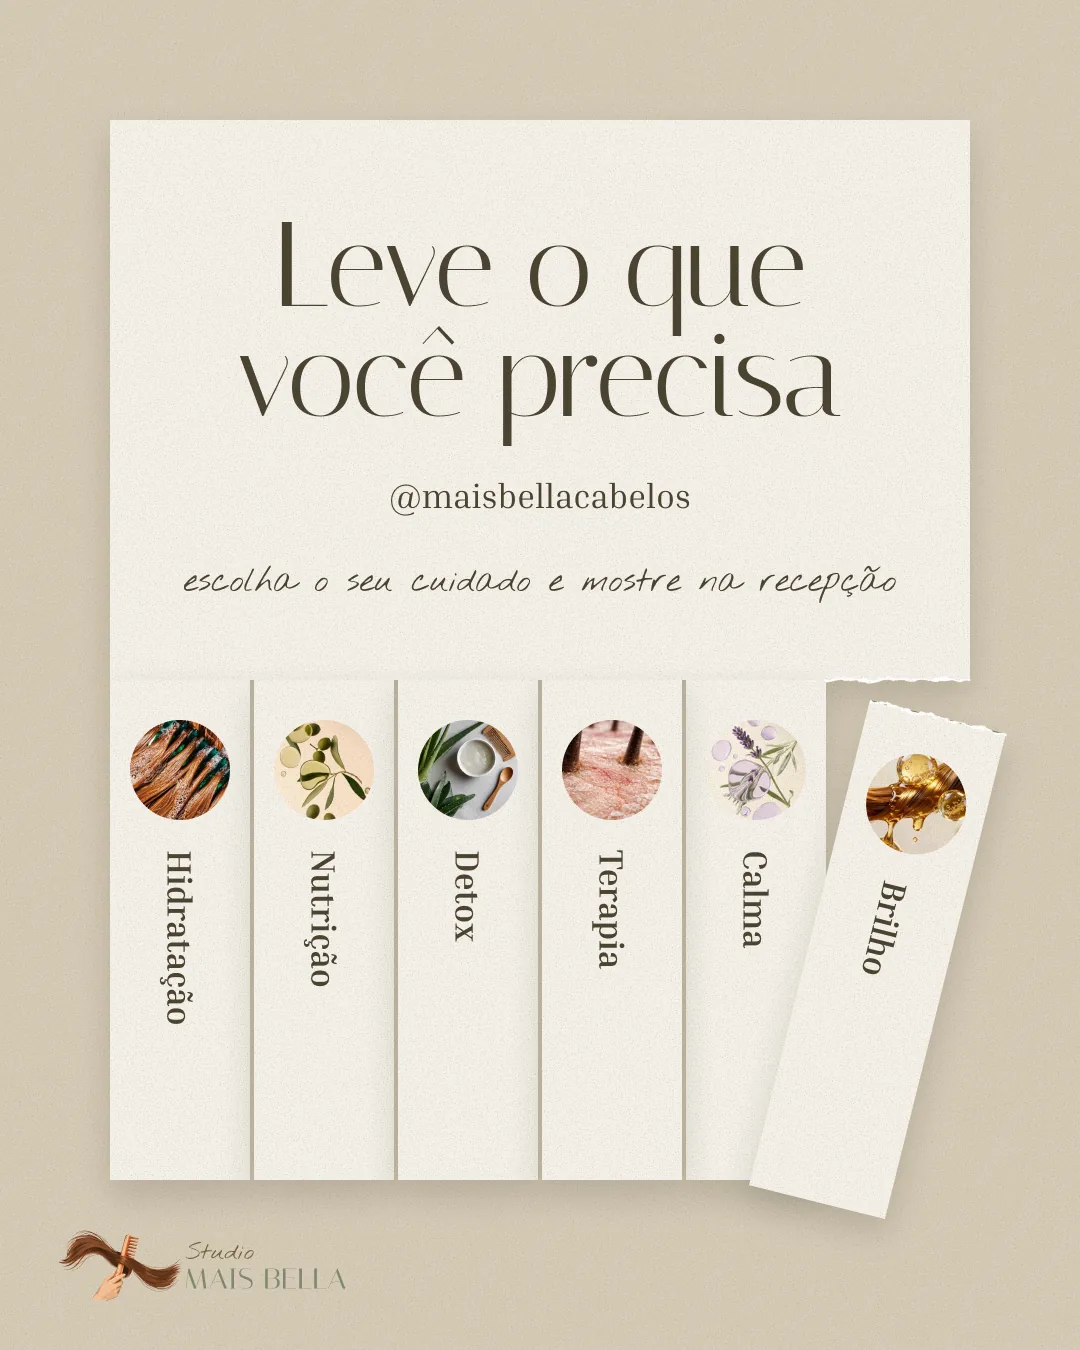 Leve o que
você precisa
@maisbellacabelos
escolha o seu cuidado e mostre na recepção
Hidratação
Nutrição
Detox
Terapia
Calma
Brilho
Studio
MAIS BELLA